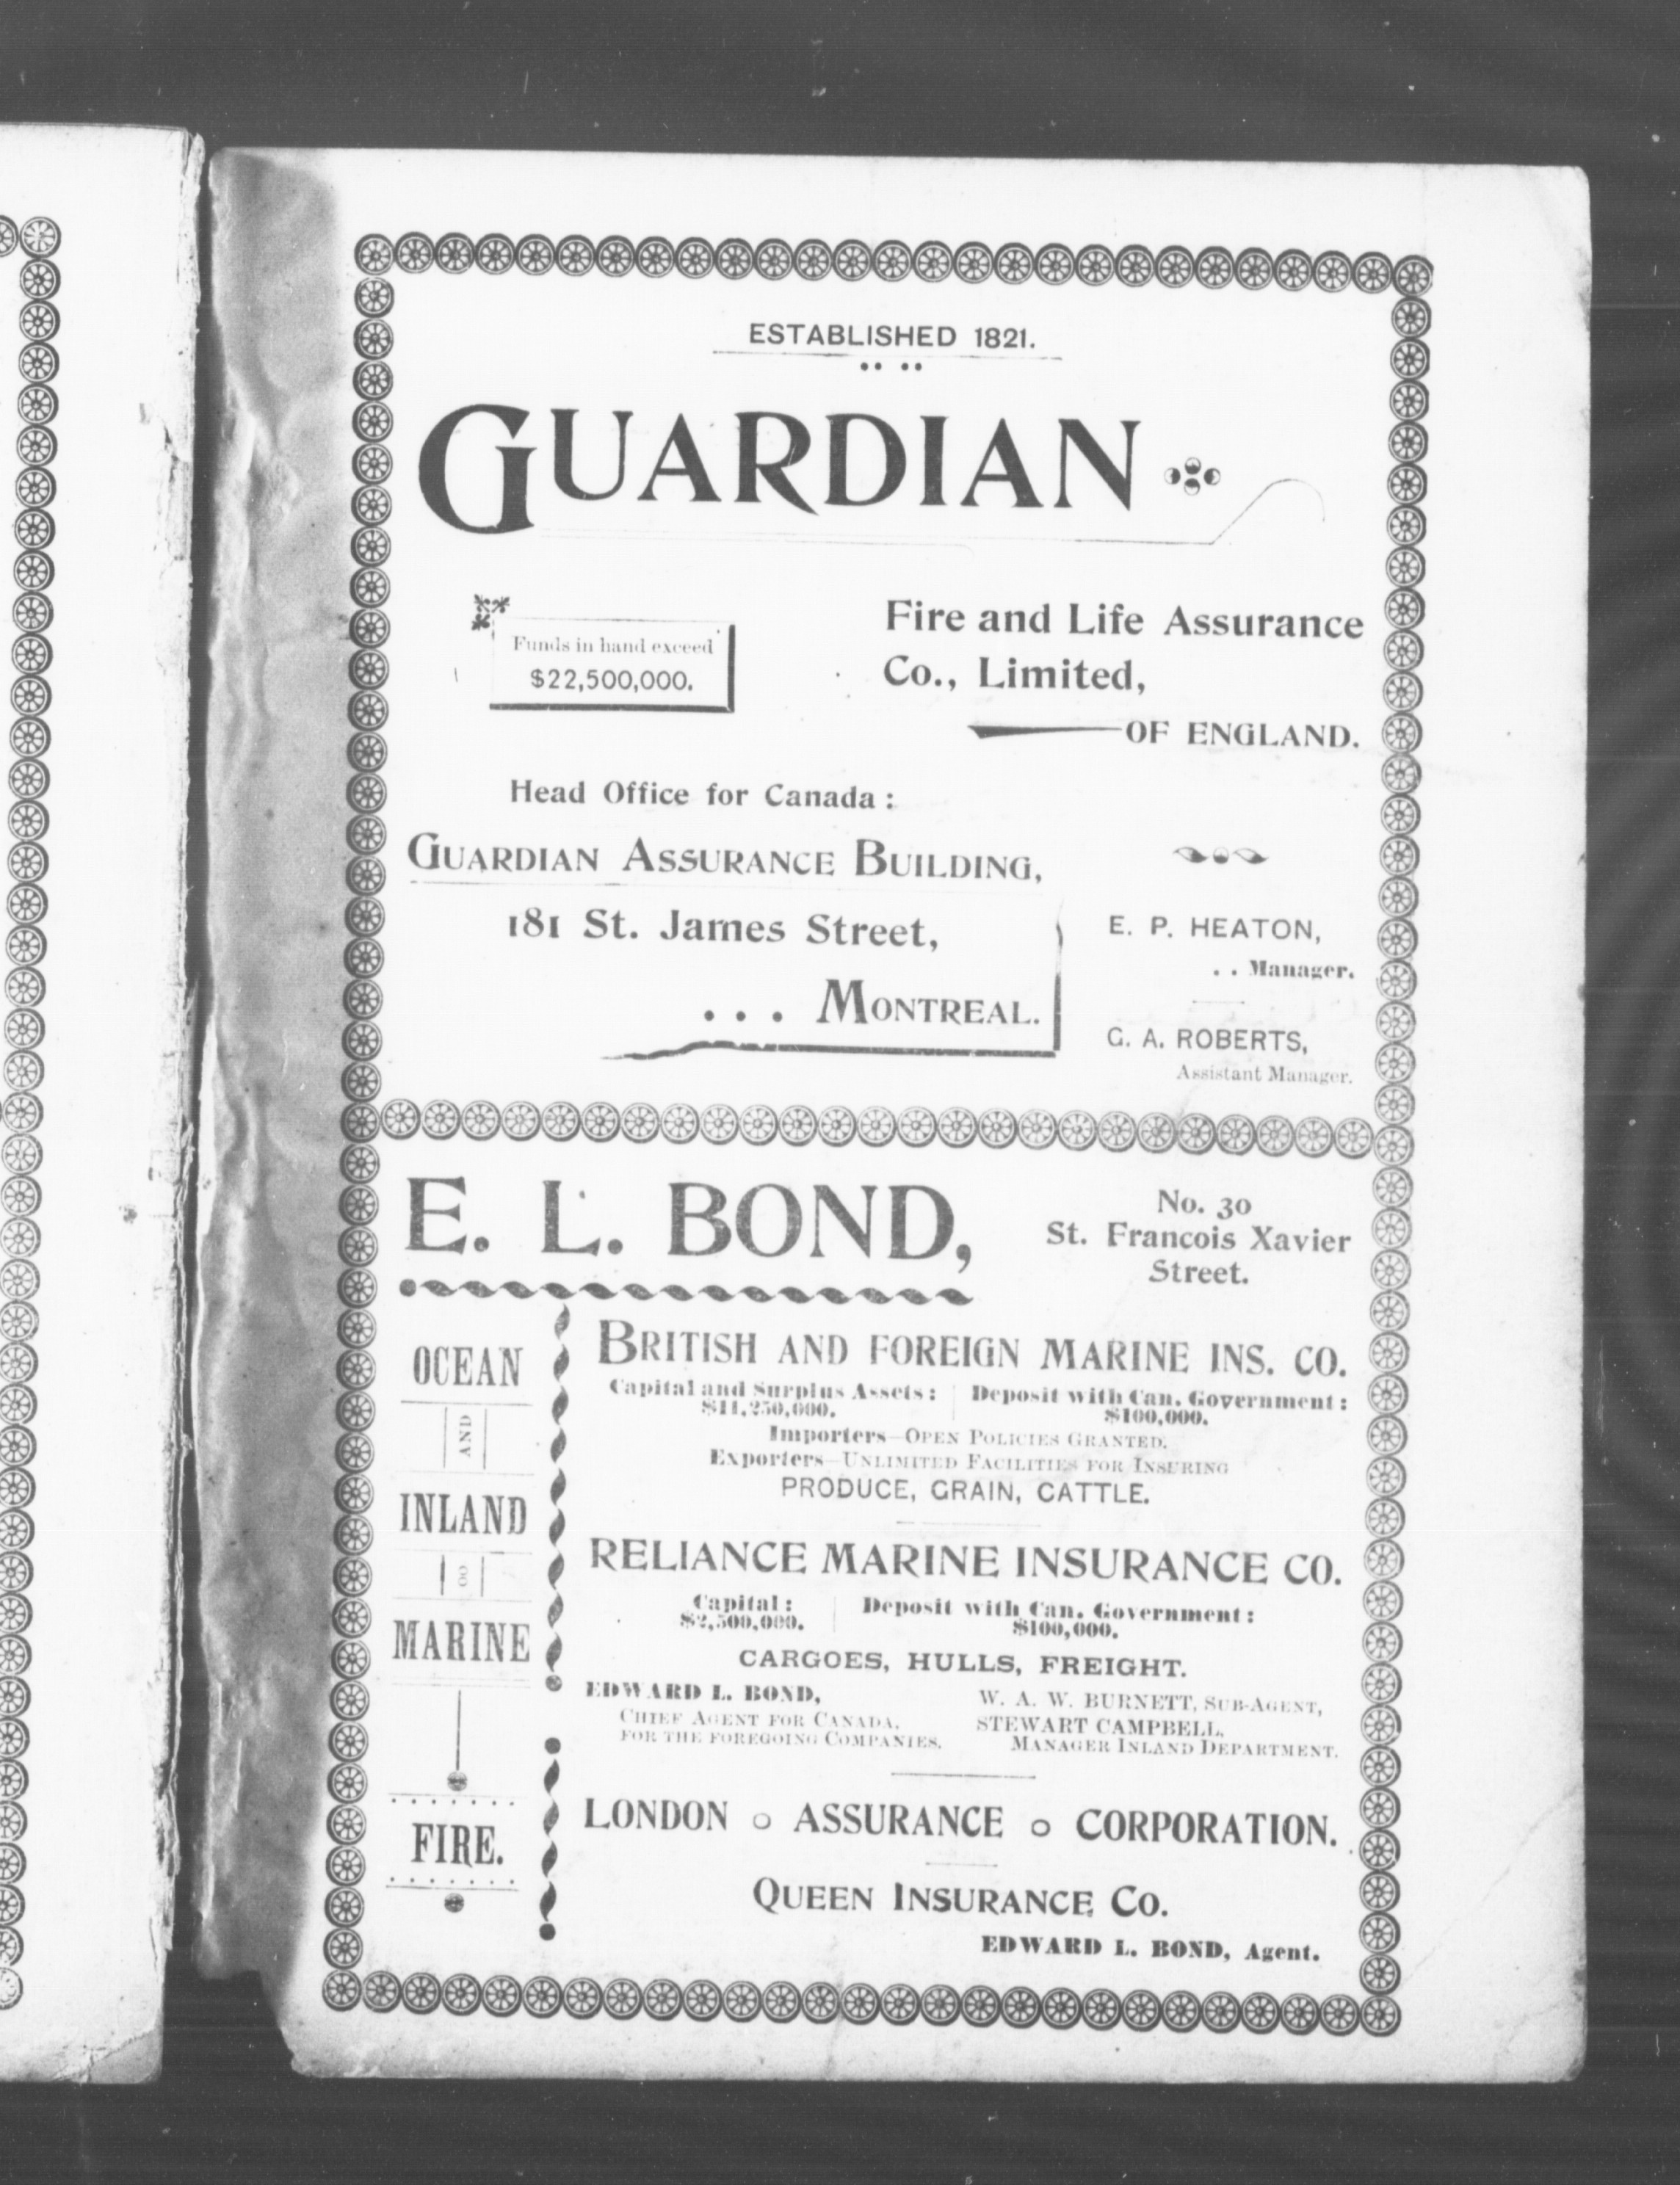 ESTABLISHED 1821.
GUARDIAN
Funds in hand exceed
$22,500,000.
Fire and Life Assurance
Co., Limited,
OF ENGLAND.
Head Office for Canada :
GUARDIAN ASSURANCE BUILDING,
181 St. James Street,
. . . MONTREAL.
E. P. HEATON,
. . Manager.
G. A. ROBERTS,
Assistant Manager.
E. L. BOND,
No. 30
St. Francois Xavier
Street.
OCEAN
AND
INLAND
MARINE
FIRE.
BRITISH AND FOREIGN MARINE INS. CO.
Capital and Surplus Assets :
$11,250,000.
Deposit with Can. Government :
$100,000.
Importers—OPEN POLICIES GRANTED.
Exporters—UNLIMITED FACILITIES FOR INSURING
PRODUCE, GRAIN, CATTLE.
RELIANCE MARINE INSURANCE CO.
Capital :
$2,500,000.
Deposit with Can. Government :
$100,000.
CARGOES, HULLS, FREIGHT.
EDWARD L. BOND,
CHIEF AGENT FOR CANADA,
FOR THE FOREGOING COMPANIES.
W. A. W. BURNETT, SUB-AGENT,
STEWART CAMPBELL,
MANAGER INLAND DEPARTMENT.
LONDON o ASSURANCE o CORPORATION.
QUEEN INSURANCE CO.
EDWARD L. BOND, Agent.